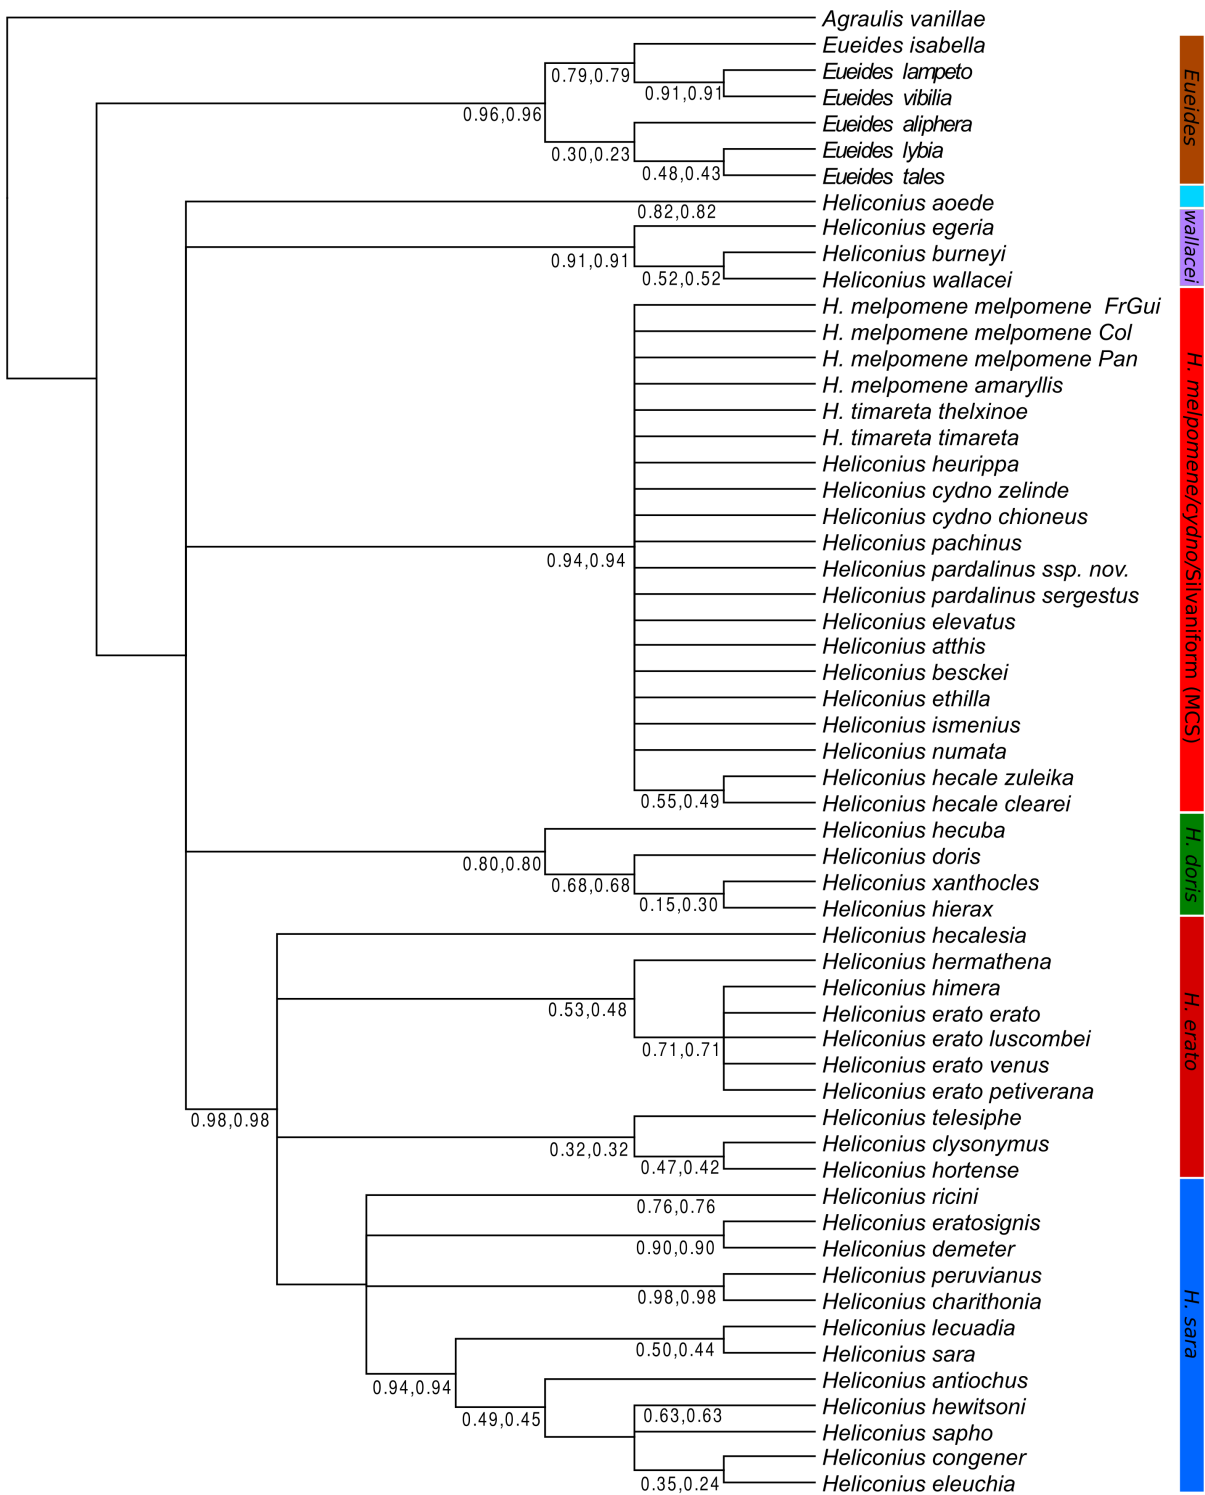 Agraulis vanillae
Eueides isabella
0.79,0.79
Eueides lampeto
0.91,0.91
Eueides vibilia
0.96,0.96
Eueides aliphera
0.30,0.23
Eueides lybia
0.48,0.43
Eueides tales
Eueides
Heliconius aoede
0.82,0.82
Heliconius egeria
0.91,0.91
Heliconius burneyi
0.52,0.52
Heliconius wallacei
wallacei
H. melpomene melpomene FrGui
H. melpomene melpomene Col
H. melpomene melpomene Pan
H. melpomene amaryllis
H. timareta thelxinoe
H. timareta timareta
Heliconius heurippa
Heliconius cydno zelinde
Heliconius cydno chioneus
Heliconius pachinus
0.94,0.94
Heliconius pardalinus ssp. nov.
Heliconius pardalinus sergestus
Heliconius elevatus
Heliconius atthis
Heliconius besckei
Heliconius ethilla
Heliconius ismenius
Heliconius numata
Heliconius hecale zuleika
0.55,0.49
Heliconius hecale clearei
H. melpomene/cydno/Silvaniform (MCS)
Heliconius hecuba
0.80,0.80
Heliconius doris
0.68,0.68
Heliconius xanthocles
0.15,0.30
Heliconius hierax
H. doris
Heliconius hecalesia
Heliconius hermathena
0.53,0.48
Heliconius himera
Heliconius erato erato
Heliconius erato luscombei
0.71,0.71
Heliconius erato venus
Heliconius erato petiverana
0.98,0.98
Heliconius telesiphe
0.32,0.32
Heliconius clysonymus
0.47,0.42
Heliconius hortense
H. erato
Heliconius ricini
0.76,0.76
Heliconius eratosignis
0.90,0.90
Heliconius demeter
Heliconius peruvianus
0.98,0.98
Heliconius charithonia
Heliconius lecuadia
0.50,0.44
Heliconius sara
0.94,0.94
Heliconius antiochus
0.49,0.45
Heliconius hewitsoni
0.63,0.63
Heliconius sapho
Heliconius congener
0.35,0.24
Heliconius eleuchia
H. sara